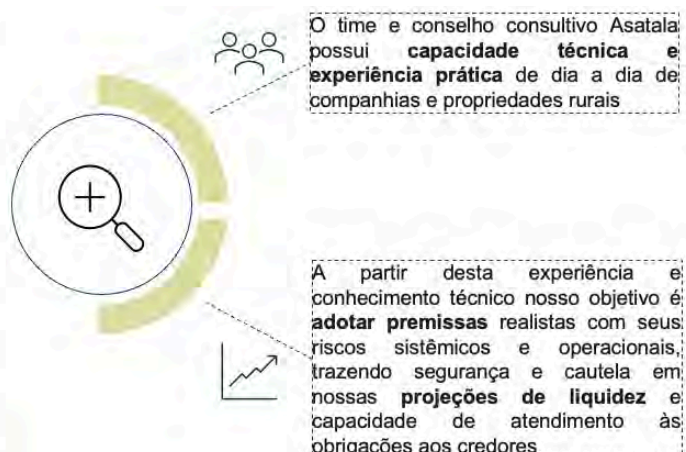 O time e conselho consultivo Asatala
possui capacidade técnica e
experiência prática de dia a dia de
companhias e propriedades rurais
A partir desta experiência e
conhecimento técnico nosso objetivo é
adotar premissas realistas com seus
riscos sistêmicos e operacionais,
trazendo segurança e cautela em
nossas projeções de liquidez e
capacidade de atendimento às
obrigações aos credores